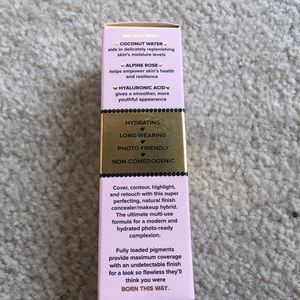 INFUSED WITH:
COCONUT WATER
aids in delicately replenishing
skin's moisture levels
ALPINE ROSE
helps empower skin's health
and resilience
HYALURONIC ACID
gives a smoother, more
youthful appearance
HYDRATING
LONG-WEARING
PHOTO FRIENDLY
NON-COMEDOGENIC
Cover, contour, highlight,
and retouch with this super
perfecting, natural finish
concealer/makeup hybrid.
The ultimate multi-use
formula for a modern and
hydrated photo-ready
complexion.
Fully loaded pigments
provide maximum coverage
with an undetectable finish
for a look so flawless they'll
think you were
BORN THIS WAY.